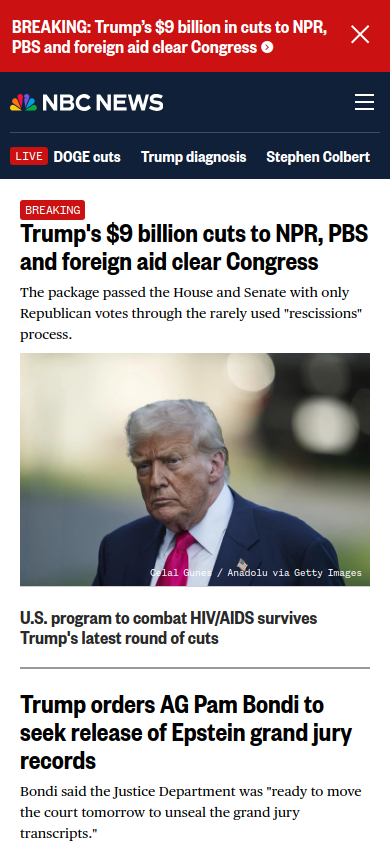 BREAKING: Trump’s $9 billion in cuts to NPR,
PBS and foreign aid clear Congress
NBC NEWS
LIVE DOGE cuts Trump diagnosis Stephen Colbert
BREAKING
Trump's $9 billion cuts to NPR, PBS
and foreign aid clear Congress
The package passed the House and Senate with only
Republican votes through the rarely used "rescissions"
process.
Celal Gunes / Anadolu via Getty Images
U.S. program to combat HIV/AIDS survives
Trump's latest round of cuts
Trump orders AG Pam Bondi to
seek release of Epstein grand jury
records
Bondi said the Justice Department was "ready to move
the court tomorrow to unseal the grand jury
transcripts."